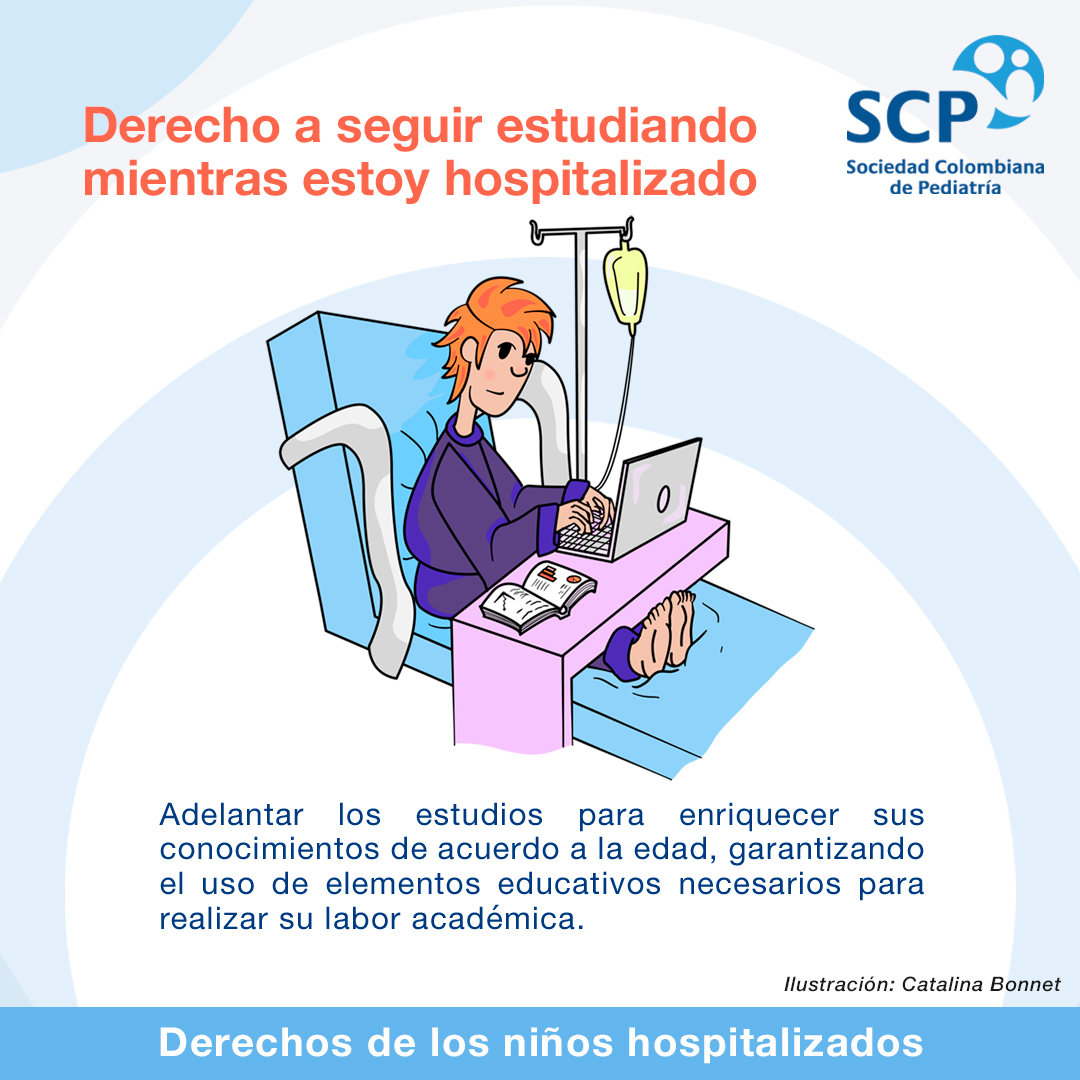 Derecho a seguir estudiando
mientras estoy hospitalizado
SCP
Sociedad Colombiana
de Pediatría
Adelantar los estudios para enriquecer sus
conocimientos de acuerdo a la edad, garantizando
el uso de elementos educativos necesarios para
realizar su labor académica.
Ilustración: Catalina Bonnet
Derechos de los niños hospitalizados